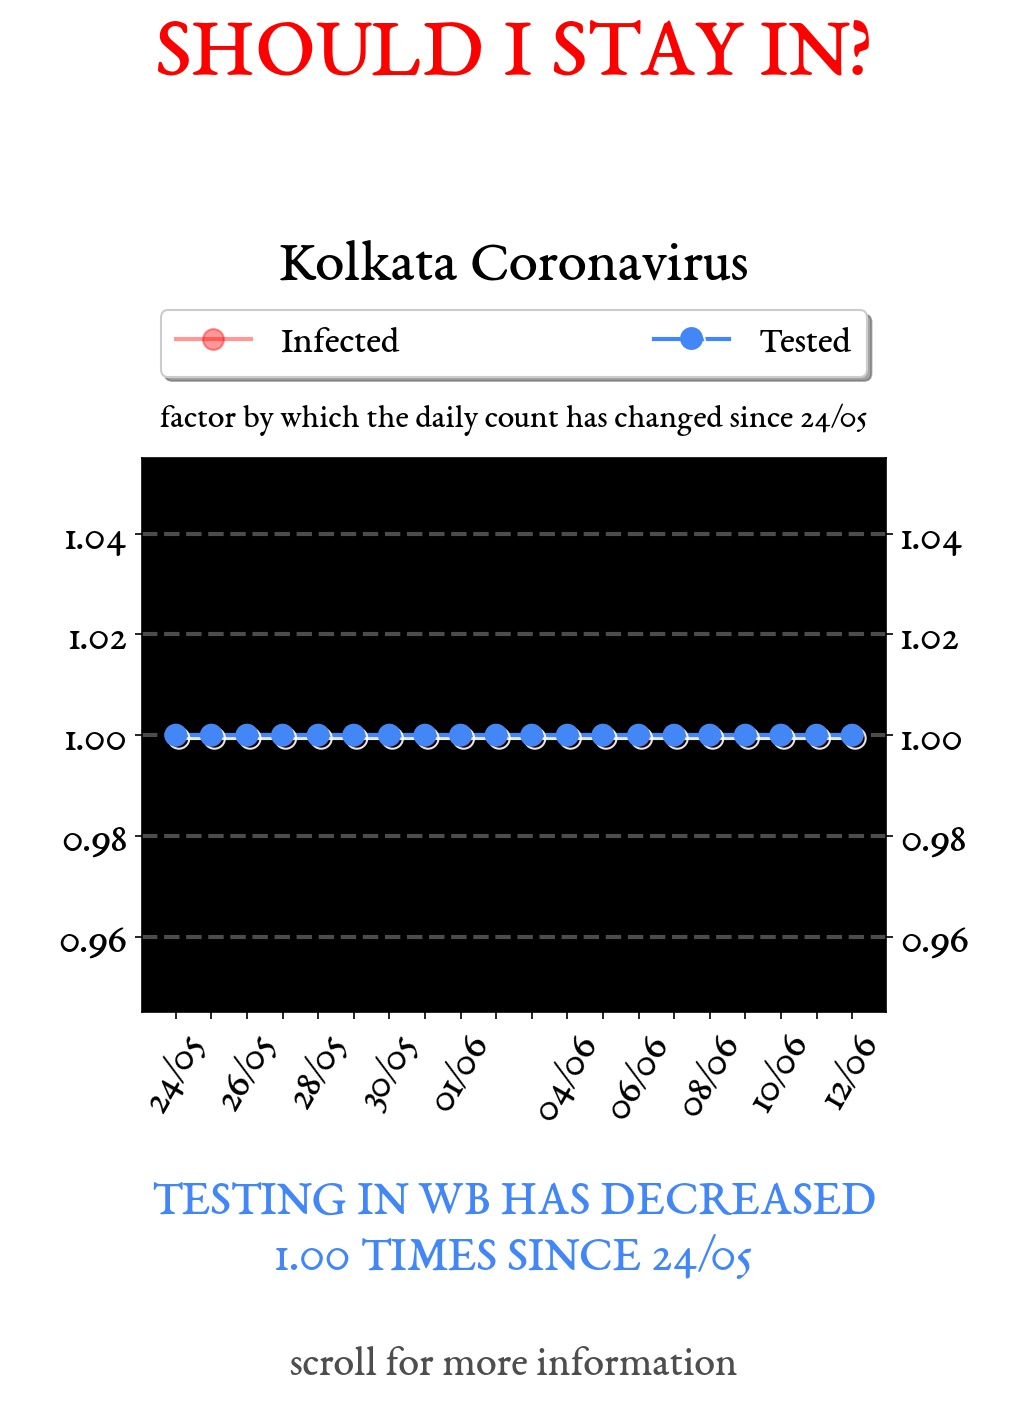 SHOULD I STAY IN?
Kolkata Coronavirus
Infected Tested
factor by which the daily count has changed since 24/05
1.04 1.04
1.02 1.02
1.00 1.00
0.98 0.98
0.96 0.96
24/05 26/05 28/05 30/05 01/06 04/06 06/06 08/06 10/06 12/06
TESTING IN WB HAS DECREASED
1.00 TIMES SINCE 24/05
scroll for more information